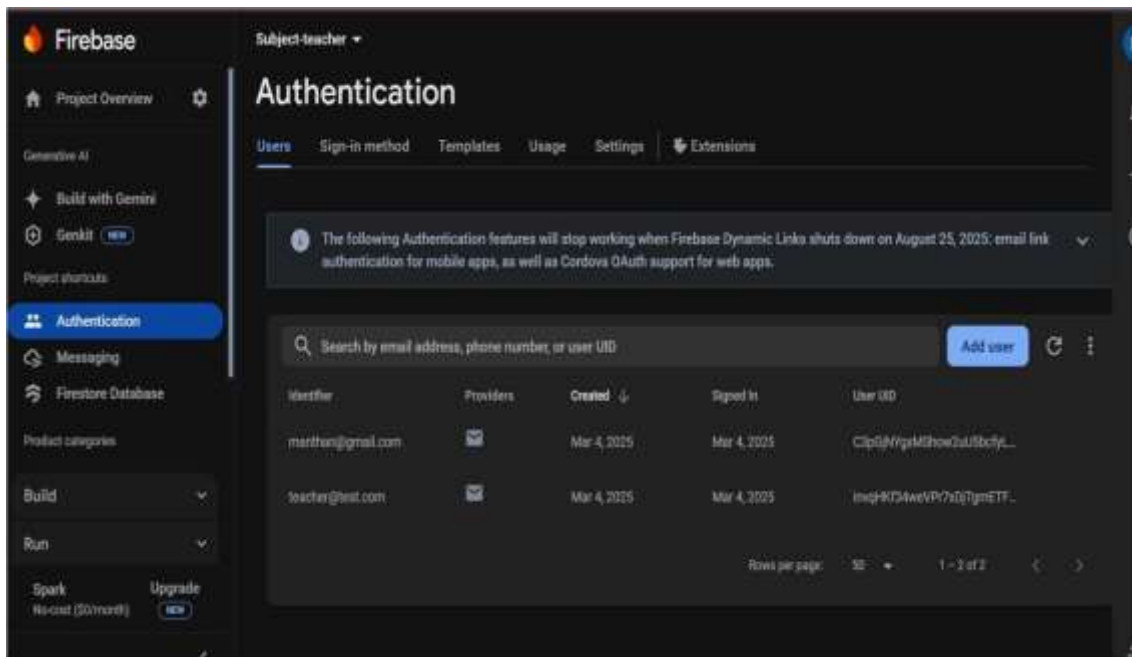 Firebase
Subject-teacher
Project Overview
Authentication
Users Sign-in method Templates Usage Settings Extensions
Generative AI
Build with Gemini
Genkit NEW
The following Authentication features will stop working when Firebase Dynamic Links shuts down on August 25, 2025: email link
authentication for mobile apps, as well as Cordova OAuth support for web apps.
Project shortcuts
Authentication
Messaging
Firestore Database
Search by email address, phone number, or user UID Add user
Identifier Providers Created Signed In User UID
manthan@gmail.com Mar 4, 2025 Mar 4, 2025
teacher@test.com Mar 4, 2025 Mar 4, 2025
Rows per page: 50 1 – 2 of 2
Product categories
Build
Run
Spark Upgrade
No-cost ($0/month) NEW